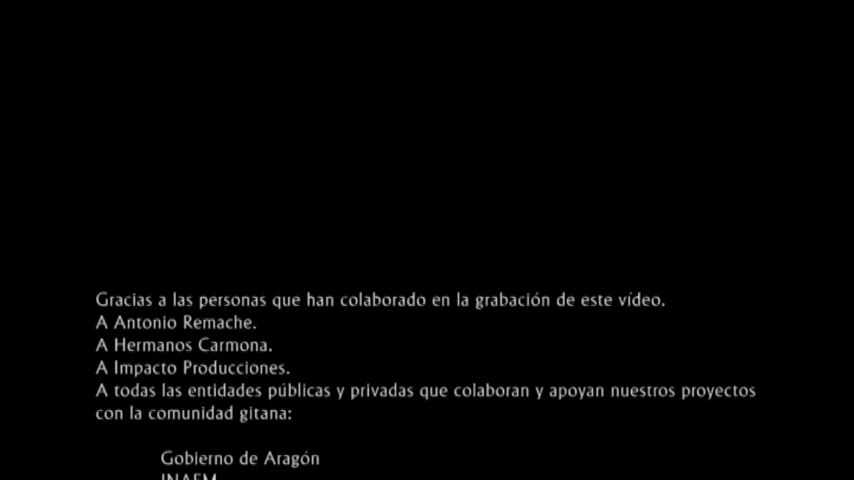 Gracias a las personas que han colaborado en la grabación de este vídeo.
A Antonio Remache.
A Hermanos Carmona.
A Impacto Producciones.
A todas las entidades públicas y privadas que colaboran y apoyan nuestros proyectos
con la comunidad gitana:
Gobierno de Aragón
INAEM